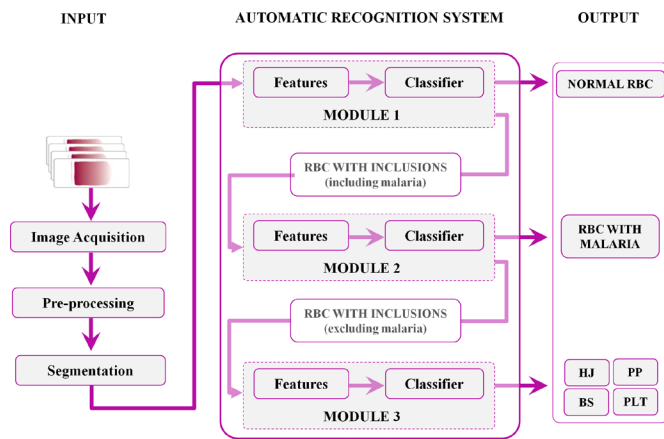 INPUT
AUTOMATIC RECOGNITION SYSTEM
OUTPUT
Image Acquisition
Pre-processing
Segmentation
Features
Classifier
MODULE 1
RBC WITH INCLUSIONS
(including malaria)
Features
Classifier
MODULE 2
RBC WITH INCLUSIONS
(excluding malaria)
Features
Classifier
MODULE 3
NORMAL RBC
RBC WITH
MALARIA
HJ
PP
BS
PLT